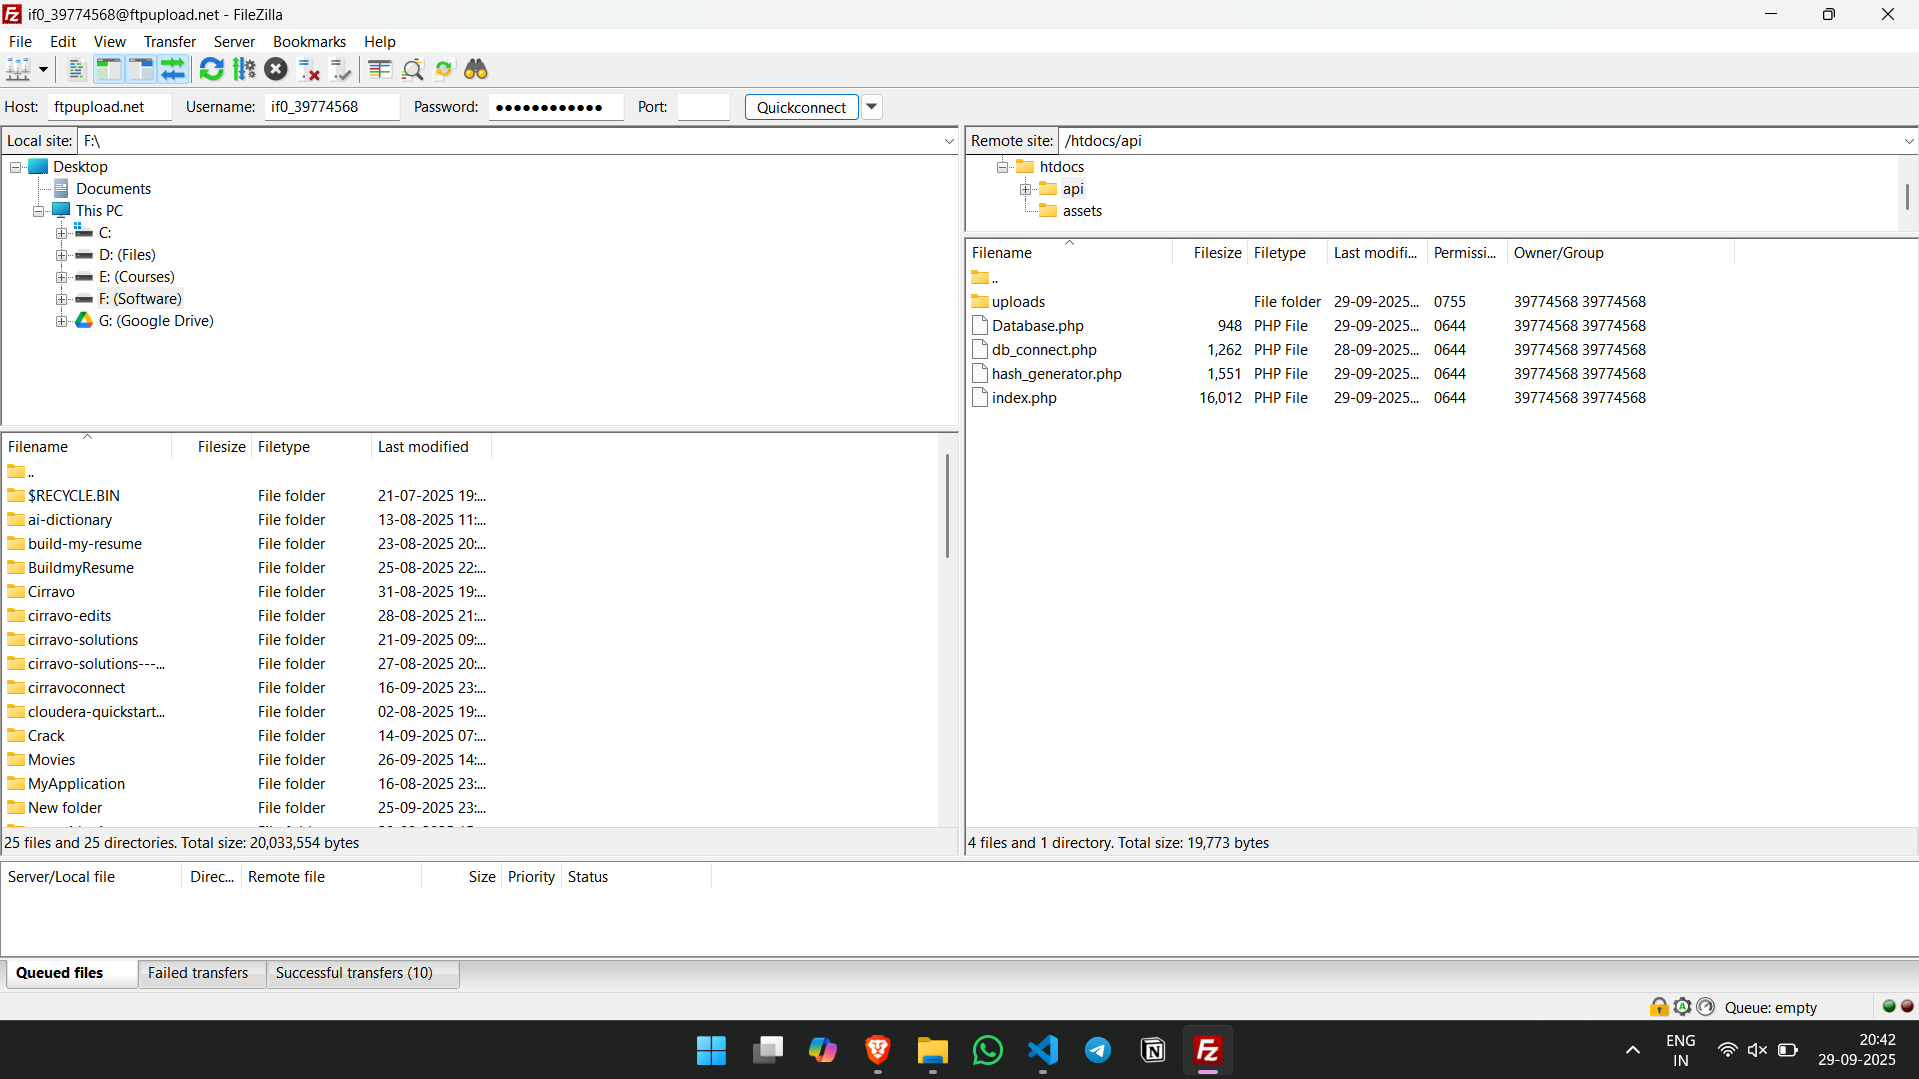 if0_39774568@ftpupload.net - FileZilla
File Edit View Transfer Server Bookmarks Help
Host: ftpupload.net Username: if0_39774568 Password: ●●●●●●●●●●●● Port: Quickconnect
Local site: F:\
Desktop
Documents
This PC
C:
D: (Files)
E: (Courses)
F: (Software)
G: (Google Drive)
Filename Filesize Filetype Last modified
..
$RECYCLE.BIN File folder 21-07-2025 19:...
ai-dictionary File folder 13-08-2025 11:...
build-my-resume File folder 23-08-2025 20:...
BuildmyResume File folder 25-08-2025 22:...
Cirravo File folder 31-08-2025 19:...
cirravo-edits File folder 28-08-2025 21:...
cirravo-solutions File folder 21-09-2025 09:...
cirravo-solutions---... File folder 27-08-2025 20:...
cirravoconnect File folder 16-09-2025 23:...
cloudera-quickstart... File folder 02-08-2025 19:...
Crack File folder 14-09-2025 07:...
Movies File folder 26-09-2025 14:...
MyApplication File folder 16-08-2025 23:...
New folder File folder 25-09-2025 23:...
25 files and 25 directories. Total size: 20,033,554 bytes
Remote site: /htdocs/api
htdocs
api
assets
Filename Filesize Filetype Last modifi... Permissi... Owner/Group
..
uploads File folder 29-09-2025... 0755 39774568 39774568
Database.php 948 PHP File 29-09-2025... 0644 39774568 39774568
db_connect.php 1,262 PHP File 28-09-2025... 0644 39774568 39774568
hash_generator.php 1,551 PHP File 29-09-2025... 0644 39774568 39774568
index.php 16,012 PHP File 29-09-2025... 0644 39774568 39774568
4 files and 1 directory. Total size: 19,773 bytes
Server/Local file Direc... Remote file Size Priority Status
Queued files Failed transfers Successful transfers (10)
Queue: empty
ENG
IN
20:42
29-09-2025